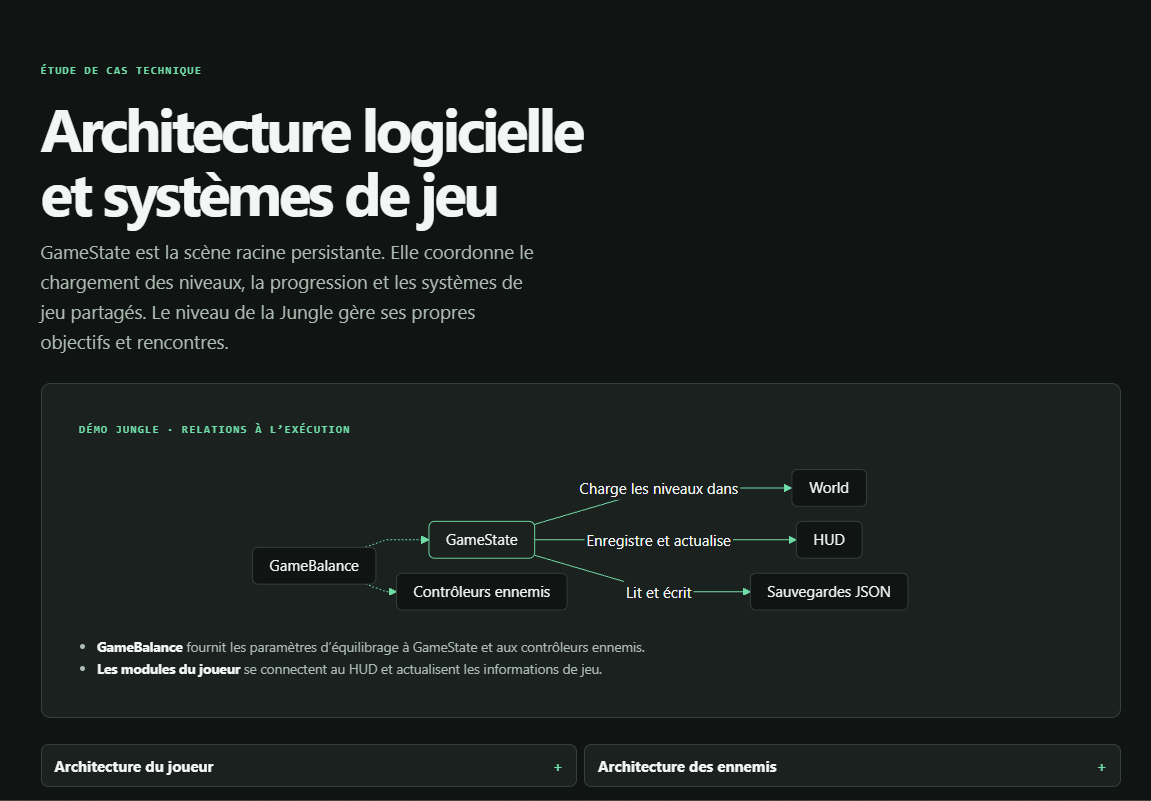 ÉTUDE DE CAS TECHNIQUE
Architecture logicielle
et systèmes de jeu
GameState est la scène racine persistante. Elle coordonne le
chargement des niveaux, la progression et les systèmes de
jeu partagés. Le niveau de la Jungle gère ses propres
objectifs et rencontres.
DÉMO JUNGLE · RELATIONS À L’EXÉCUTION
Charge les niveaux dans
World
GameState
Enregistre et actualise
HUD
GameBalance
Contrôleurs ennemis
Lit et écrit
Sauvegardes JSON
• GameBalance fournit les paramètres d’équilibrage à GameState et aux contrôleurs ennemis.
• Les modules du joueur se connectent au HUD et actualisent les informations de jeu.
Architecture du joueur +
Architecture des ennemis +